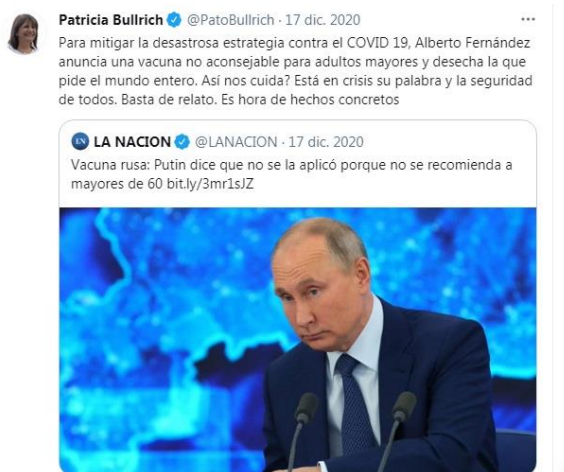 Patricia Bullrich @PatoBullrich · 17 dic. 2020
Para mitigar la desastrosa estrategia contra el COVID 19, Alberto Fernández
anuncia una vacuna no aconsejable para adultos mayores y desecha la que
pide el mundo entero. Así nos cuida? Está en crisis su palabra y la seguridad
de todos. Basta de relato. Es hora de hechos concretos
LN LA NACION @LANACION · 17 dic. 2020
Vacuna rusa: Putin dice que no se la aplicó porque no se recomienda a
mayores de 60 bit.ly/3mr1sJZ